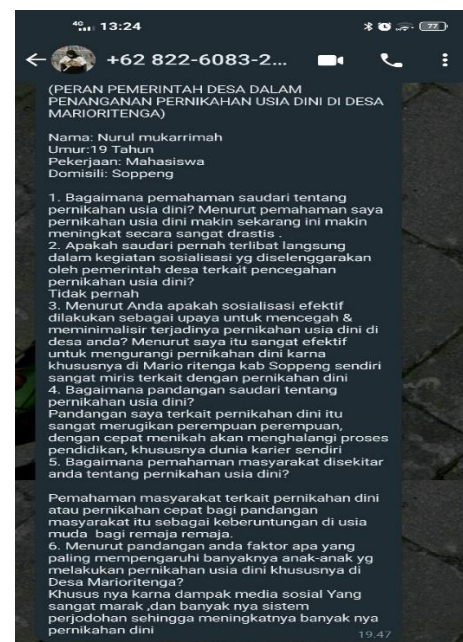 4G 13:24 77
+62 822-6083-2...
(PERAN PEMERINTAH DESA DALAM
PENANGANAN PERNIKAHAN USIA DINI DI DESA
MARIORITENGA)
Nama: Nurul mukarrimah
Umur:19 Tahun
Pekerjaan: Mahasiswa
Domisili: Soppeng
1. Bagaimana pemahaman saudari tentang
pernikahan usia dini? Menurut pemahaman saya
pernikahan usia dini makin sekarang ini makin
meningkat secara sangat drastis .
2. Apakah saudari pernah terlibat langsung
dalam kegiatan sosialisasi yg diselenggarakan
oleh pemerintah desa terkait pencegahan
pernikahan usia dini?
Tidak pernah
3. Menurut Anda apakah sosialisasi efektif
dilakukan sebagai upaya untuk mencegah &
meminimalisir terjadinya pernikahan usia dini di
desa anda? Menurut saya itu sangat efektif
untuk mengurangi pernikahan dini karna
khususnya di Mario ritenga kab Soppeng sendiri
sangat miris terkait dengan pernikahan dini
4. Bagaimana pandangan saudari tentang
pernikahan usia dini?
Pandangan saya terkait pernikahan dini itu
sangat merugikan perempuan perempuan,
dengan cepat menikah akan menghalangi proses
pendidikan, khususnya dunia karier sendiri
5. Bagaimana pemahaman masyarakat disekitar
anda tentang pernikahan usia dini?
Pemahaman masyarakat terkait pernikahan dini
atau pernikahan cepat bagi pandangan
masyarakat itu sebagai keberuntungan di usia
muda bagi remaja remaja.
6. Menurut pandangan anda faktor apa yang
paling mempengaruhi banyaknya anak-anak yg
melakukan pernikahan usia dini khususnya di
Desa Marioritenga?
Khusus nya karna dampak media sosial Yang
sangat marak ,dan banyak nya sistem
perjodohan sehingga meningkatnya banyak nya
pernikahan dini
19.47